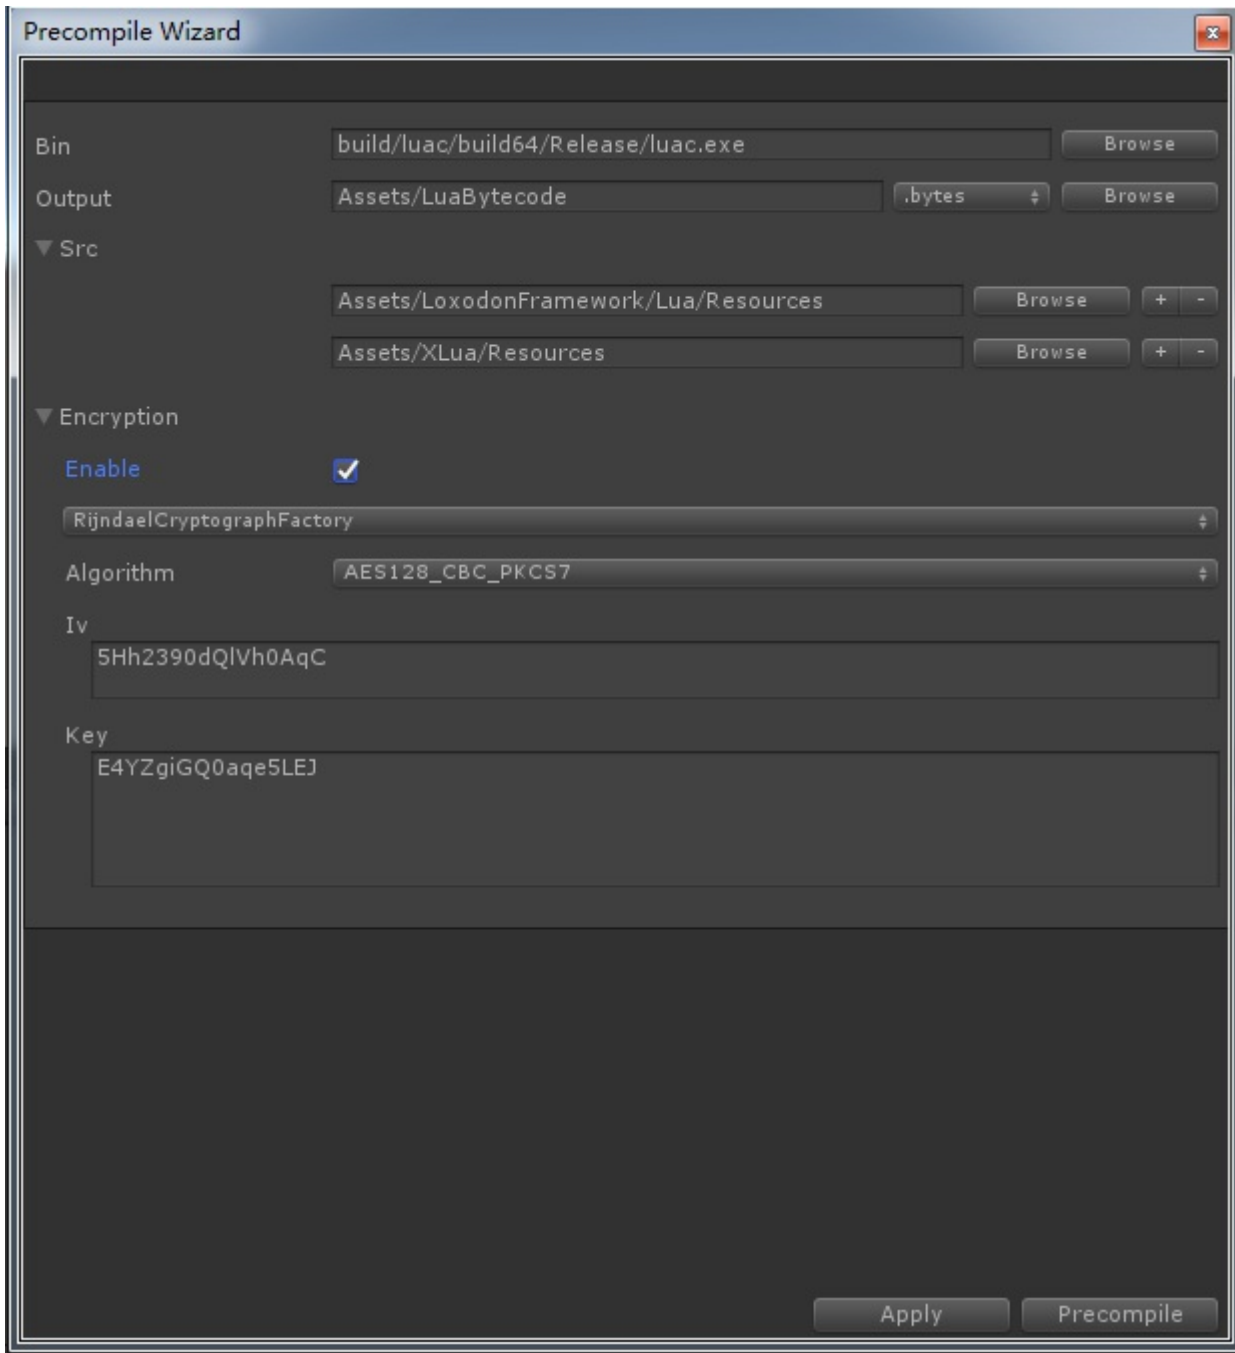 Precompile Wizard
Bin build/luac/build64/Release/luac.exe Browse
Output Assets/LuaBytecode .bytes Browse
Src
Assets/LoxodonFramework/Lua/Resources Browse + -
Assets/XLua/Resources Browse + -
Encryption
Enable
RijndaelCryptographFactory
Algorithm AES128_CBC_PKCS7
Iv
5Hh2390dQlVh0AqC
Key
E4YZgiGQ0aqe5LEJ
Apply Precompile